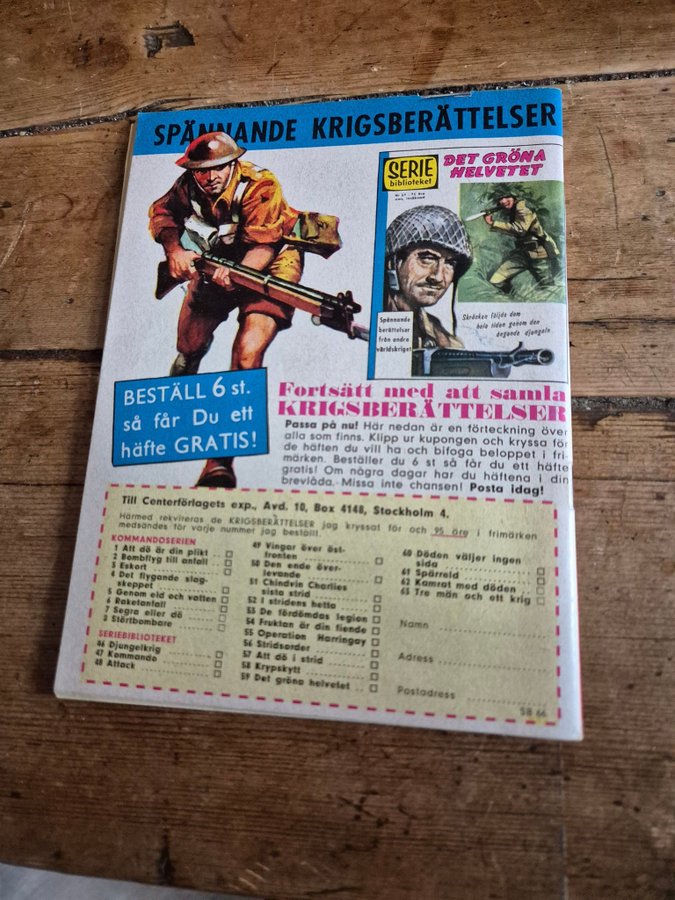 SPÄNNANDE KRIGSBERÄTTELSER
SERIE
biblioteket
DET GRÖNA
HELVETET
Spännande
berättelser
från andra
världskriget
Skräcken följde dem
hela tiden genom den
ångande djungeln.
BESTÄLL 6 st.
så får Du ett
häfte GRATIS!
Fortsätt med att samla
KRIGSBERÄTTELSER
Passa på nu! Här nedan är en förteckning över
alla som finns. Klipp ur kupongen och kryssa för
de häften du vill ha och bifoga beloppet i fri-
märken. Beställer du 6 st så får du ett häfte
gratis! Om några dagar har du häftena i din
brevlåda. Missa inte chansen! Posta idag!
Till Centerförlagets exp., Avd. 10, Box 4148, Stockholm 4.
Härmed rekvireras de KRIGSBERÄTTELSER jag kryssat för och 95 öre i frimärken
medsändes för varje nummer jag beställt.
KOMMANDOSERIEN
1 Att dö är din plikt
2 Bombflyg till anfall
3 Eskort
4 Det flygande slag-
skeppet
5 Genom eld och vatten
6 Raketanfall
7 Segra eller dö
8 Störtbombare
SERIEBIBLIOTEKET
46 Djungelkrig
47 Kommando
48 Attack
49 Vingar över öst-
fronten
50 Den ende över-
levande
51 Chindvin Charlies
sista strid
52 I stridens hetta
53 De fördömdas legion
54 Fruktan är din fiende
55 Operation Harringay
56 Stridsorder
57 Att dö i strid
58 Krypskytt
59 Det gröna helvetet
60 Döden väljer ingen
sida
61 Spärreld
62 Kamrat med döden
63 Tre män och ett krig
Namn
Adress
Postadress
SB 66